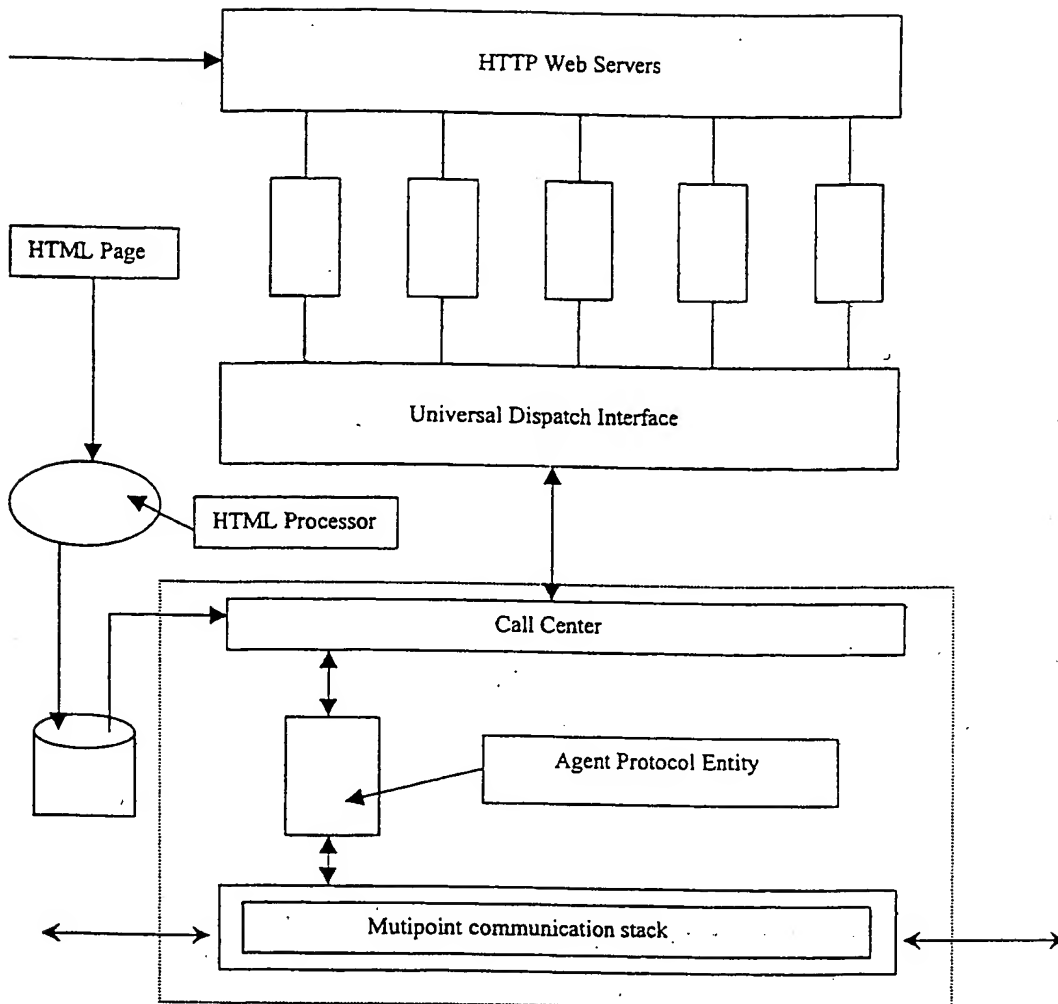 HTTP Web Servers
HTML Page
Universal Dispatch Interface
HTML Processor
Call Center
Agent Protocol Entity
Mutipoint communication stack